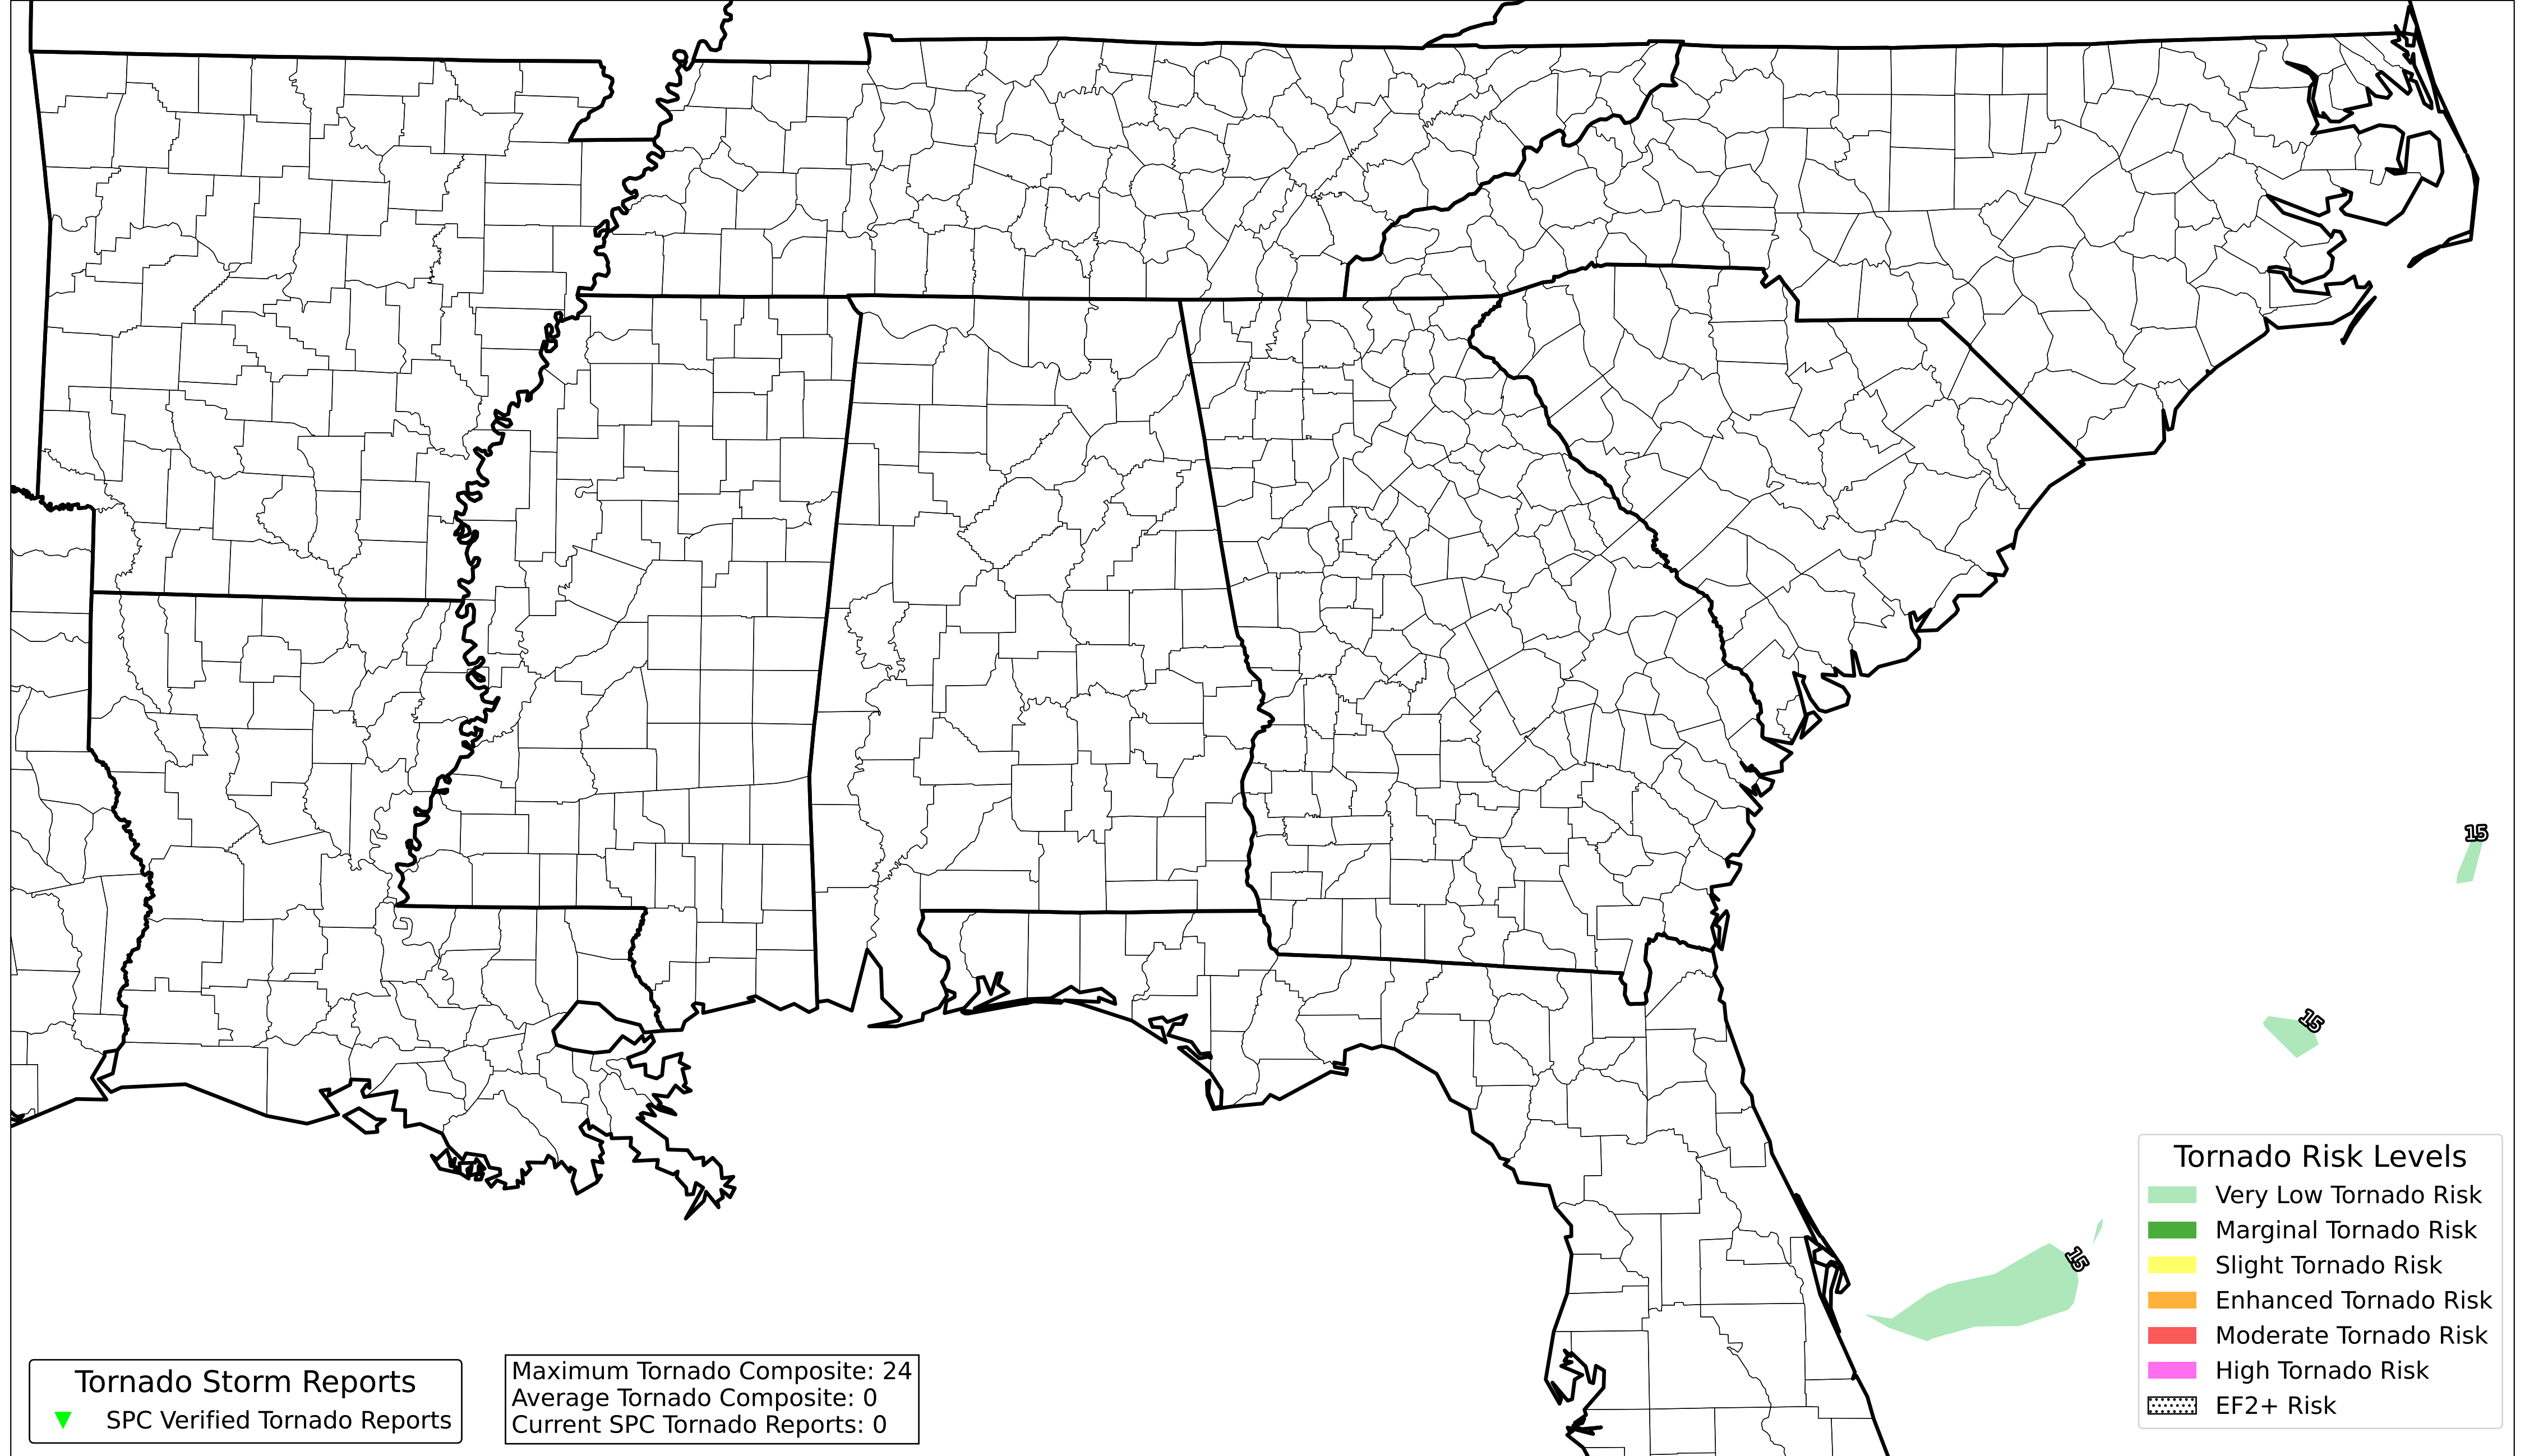 15
15
15
Tornado Risk Levels
Very Low Tornado Risk
Marginal Tornado Risk
Slight Tornado Risk
Enhanced Tornado Risk
Moderate Tornado Risk
High Tornado Risk
EF2+ Risk
Tornado Storm Reports
SPC Verified Tornado Reports
Maximum Tornado Composite: 24
Average Tornado Composite: 0
Current SPC Tornado Reports: 0